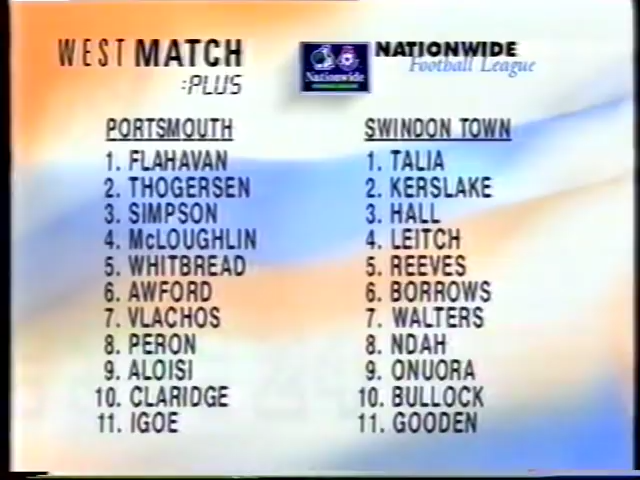 WEST MATCH
:PLUS
Nationwide
NATIONWIDE
Football League
PORTSMOUTH
1. FLAHAVAN
2. THOGERSEN
3. SIMPSON
4. McLOUGHLIN
5. WHITBREAD
6. AWFORD
7. VLACHOS
8. PERON
9. ALOISI
10. CLARIDGE
11. IGOE
SWINDON TOWN
1. TALIA
2. KERSLAKE
3. HALL
4. LEITCH
5. REEVES
6. BORROWS
7. WALTERS
8. NDAH
9. ONUORA
10. BULLOCK
11. GOODEN